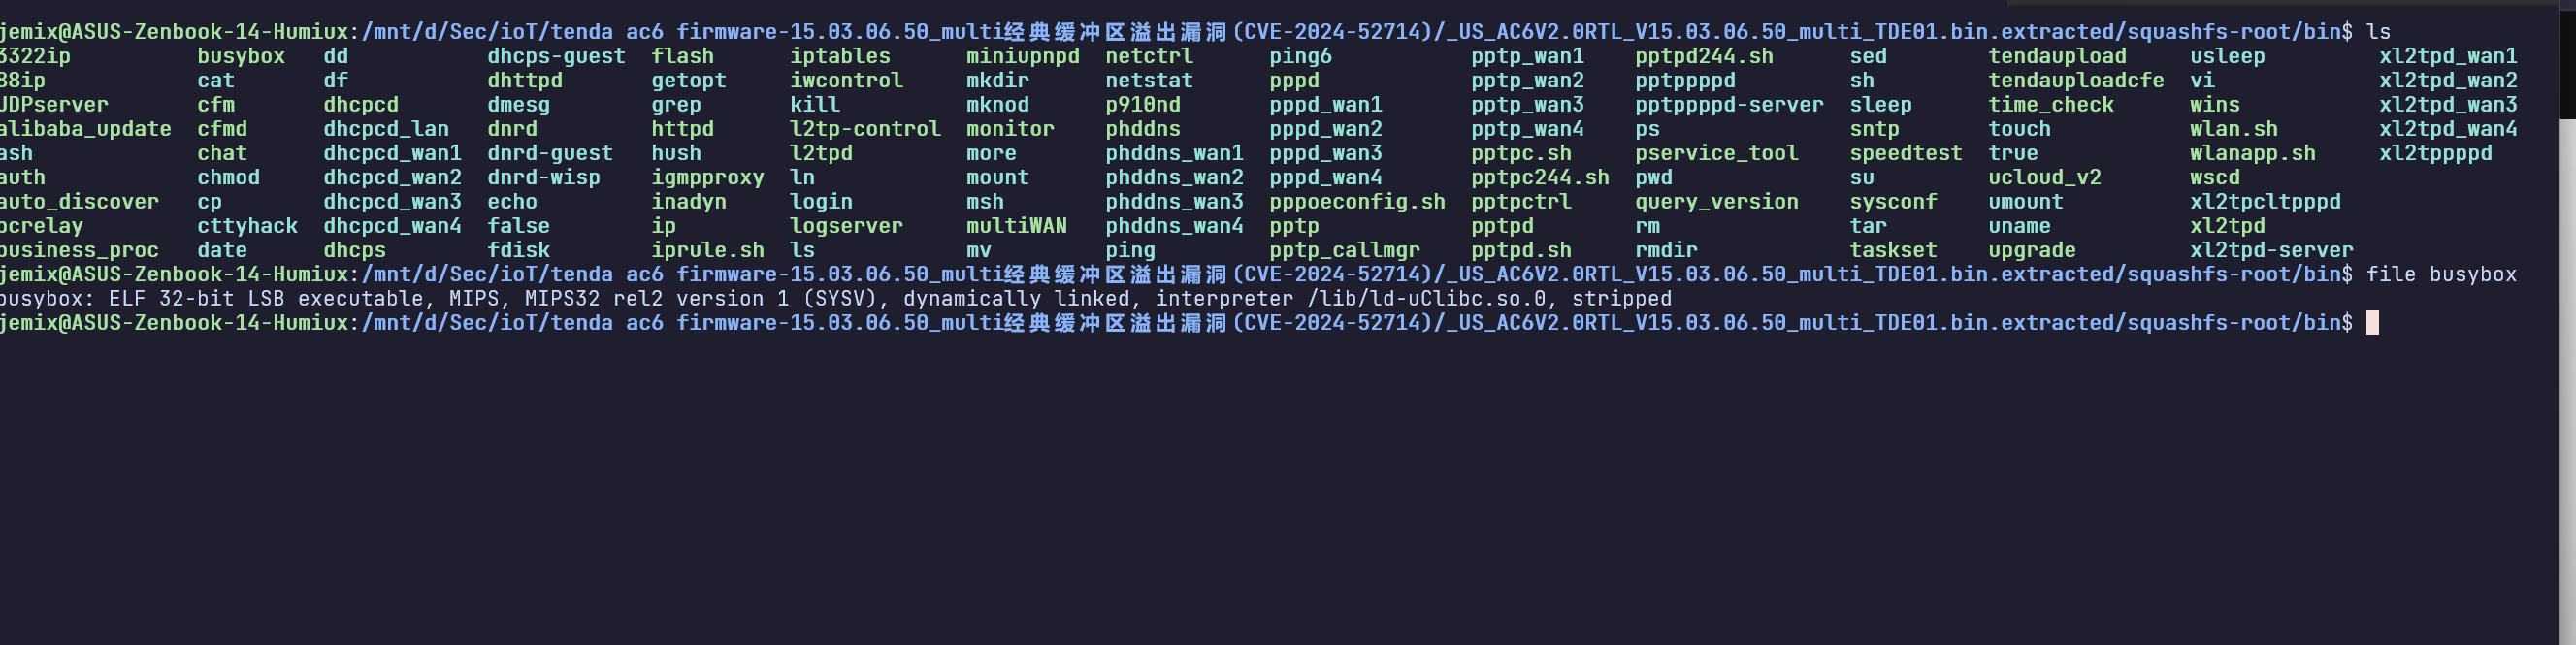 jemix@ASUS-Zenbook-14-Humiux:/mnt/d/Sec/ioT/tenda ac6 firmware-15.03.06.50_multi经典缓冲区溢出漏洞(CVE-2024-52714)/_US_AC6V2.0RTL_V15.03.06.50_multi_TDE01.bin.extracted/squashfs-root/bin$ ls
3322ip busybox dd dhcps-guest flash iptables miniupnpd netctrl ping6 pptp_wan1 pptpd244.sh sed tendaupload usleep xl2tpd_wan1
88ip cat df dhttpd getopt iwcontrol mkdir netstat pppd pptp_wan2 pptppppd sh tendauploadcfe vi xl2tpd_wan2
UDPserver cfm dhcpcd dmesg grep kill mknod p910nd pppd_wan1 pptp_wan3 pptppppd-server sleep time_check wins xl2tpd_wan3
alibaba_update cfmd dhcpcd_lan dnrd httpd l2tp-control monitor phddns pppd_wan2 pptp_wan4 ps sntp touch wlan.sh xl2tpd_wan4
ash chat dhcpcd_wan1 dnrd-guest hush l2tpd more phddns_wan1 pppd_wan3 pptpc.sh pservice_tool speedtest true wlanapp.sh xl2tppppd
auth chmod dhcpcd_wan2 dnrd-wisp igmpproxy ln mount phddns_wan2 pppd_wan4 pptpc244.sh pwd su ucloud_v2 wscd
auto_discover cp dhcpcd_wan3 echo inadyn login msh phddns_wan3 pppoeconfig.sh pptpctrl query_version sysconf umount xl2tpcltpppd
bcrelay cttyhack dhcpcd_wan4 false ip logserver multiWAN phddns_wan4 pptp pptpd rm tar uname xl2tpd
business_proc date dhcps fdisk iprule.sh ls mv ping pptp_callmgr pptpd.sh rmdir taskset upgrade xl2tpd-server
jemix@ASUS-Zenbook-14-Humiux:/mnt/d/Sec/ioT/tenda ac6 firmware-15.03.06.50_multi经典缓冲区溢出漏洞(CVE-2024-52714)/_US_AC6V2.0RTL_V15.03.06.50_multi_TDE01.bin.extracted/squashfs-root/bin$ file busybox
busybox: ELF 32-bit LSB executable, MIPS, MIPS32 rel2 version 1 (SYSV), dynamically linked, interpreter /lib/ld-uClibc.so.0, stripped
jemix@ASUS-Zenbook-14-Humiux:/mnt/d/Sec/ioT/tenda ac6 firmware-15.03.06.50_multi经典缓冲区溢出漏洞(CVE-2024-52714)/_US_AC6V2.0RTL_V15.03.06.50_multi_TDE01.bin.extracted/squashfs-root/bin$